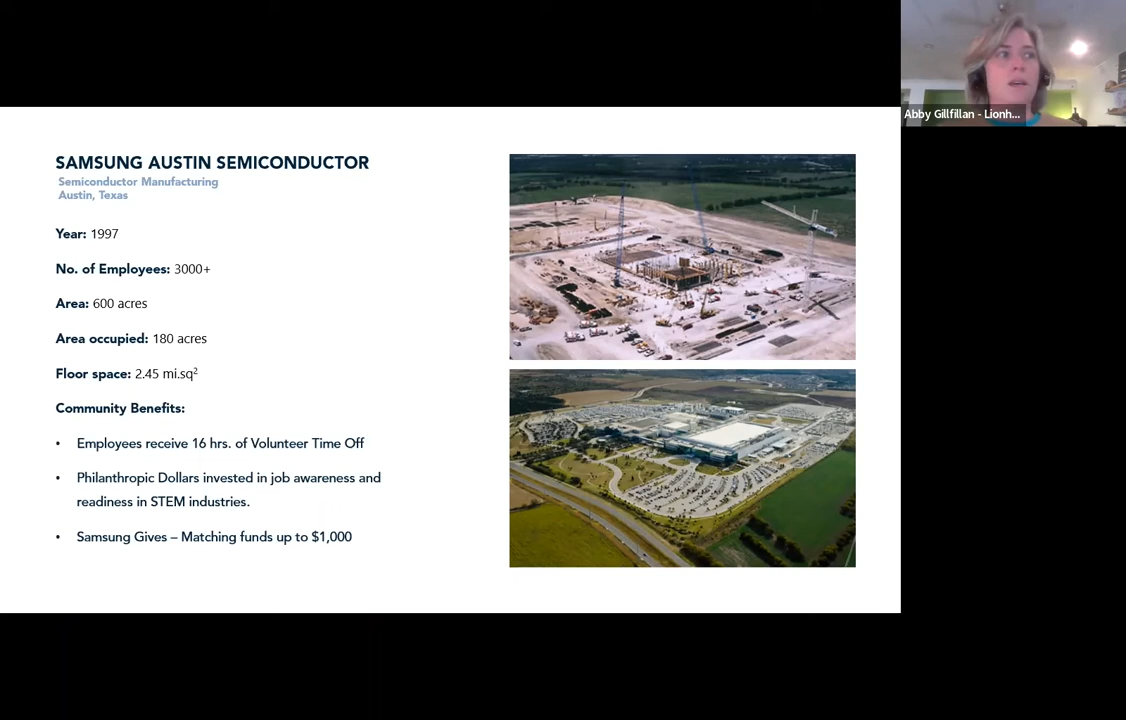 Abby Gillfillan - Lionh...
SAMSUNG AUSTIN SEMICONDUCTOR
Semiconductor Manufacturing
Austin, Texas
Year: 1997
No. of Employees: 3000+
Area: 600 acres
Area occupied: 180 acres
Floor space: 2.45 mi.sq²
Community Benefits:
• Employees receive 16 hrs. of Volunteer Time Off
• Philanthropic Dollars invested in job awareness and
readiness in STEM industries.
• Samsung Gives – Matching funds up to $1,000